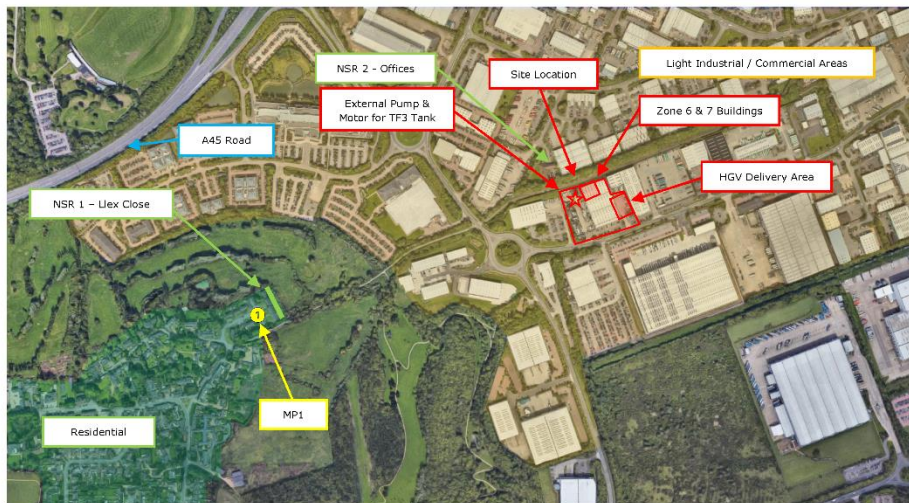 NSR 2 - Offices
Site Location
Light Industrial / Commercial Areas
External Pump &
Motor for TF3 Tank
Zone 6 & 7 Buildings
A45 Road
HGV Delivery Area
NSR 1 – Llex Close
1
MP1
Residential